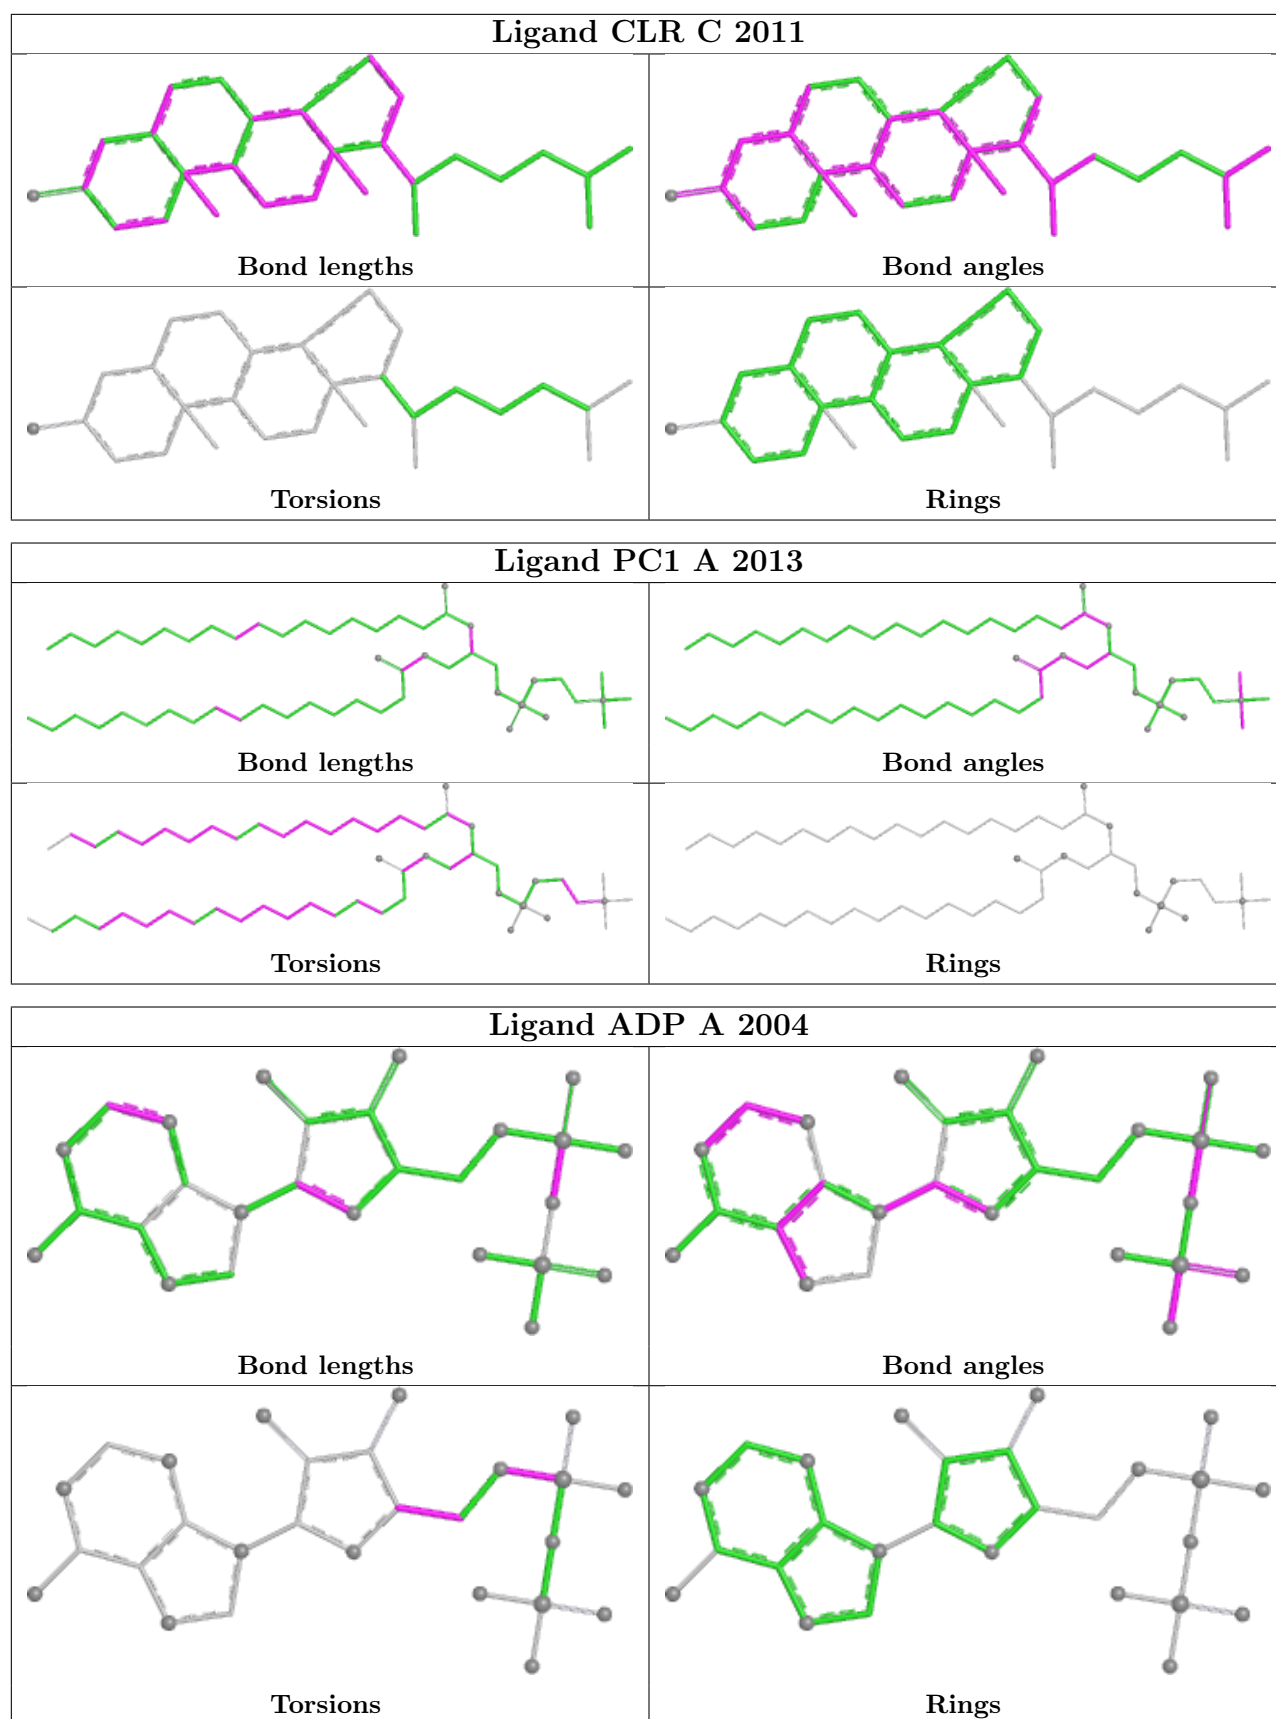 Ligand CLR C 2011
Bond lengths
Bond angles
Torsions
Rings
Ligand PC1 A 2013
Bond lengths
Bond angles
Torsions
Rings
Ligand ADP A 2004
Bond lengths
Bond angles
Torsions
Rings